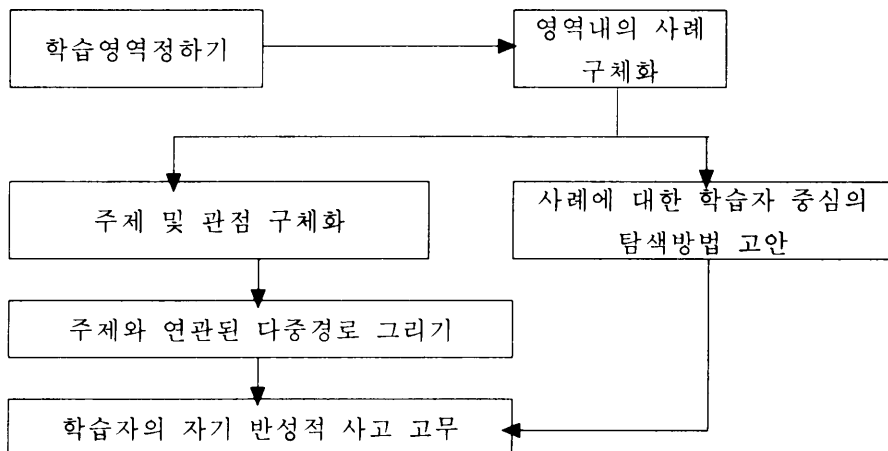 학습영역정하기
영역내의 사례
구체화
주제 및 관점 구체화
사례에 대한 학습자 중심의
탐색방법 고안
주제와 연관된 다중경로 그리기
학습자의 자기 반성적 사고 고무